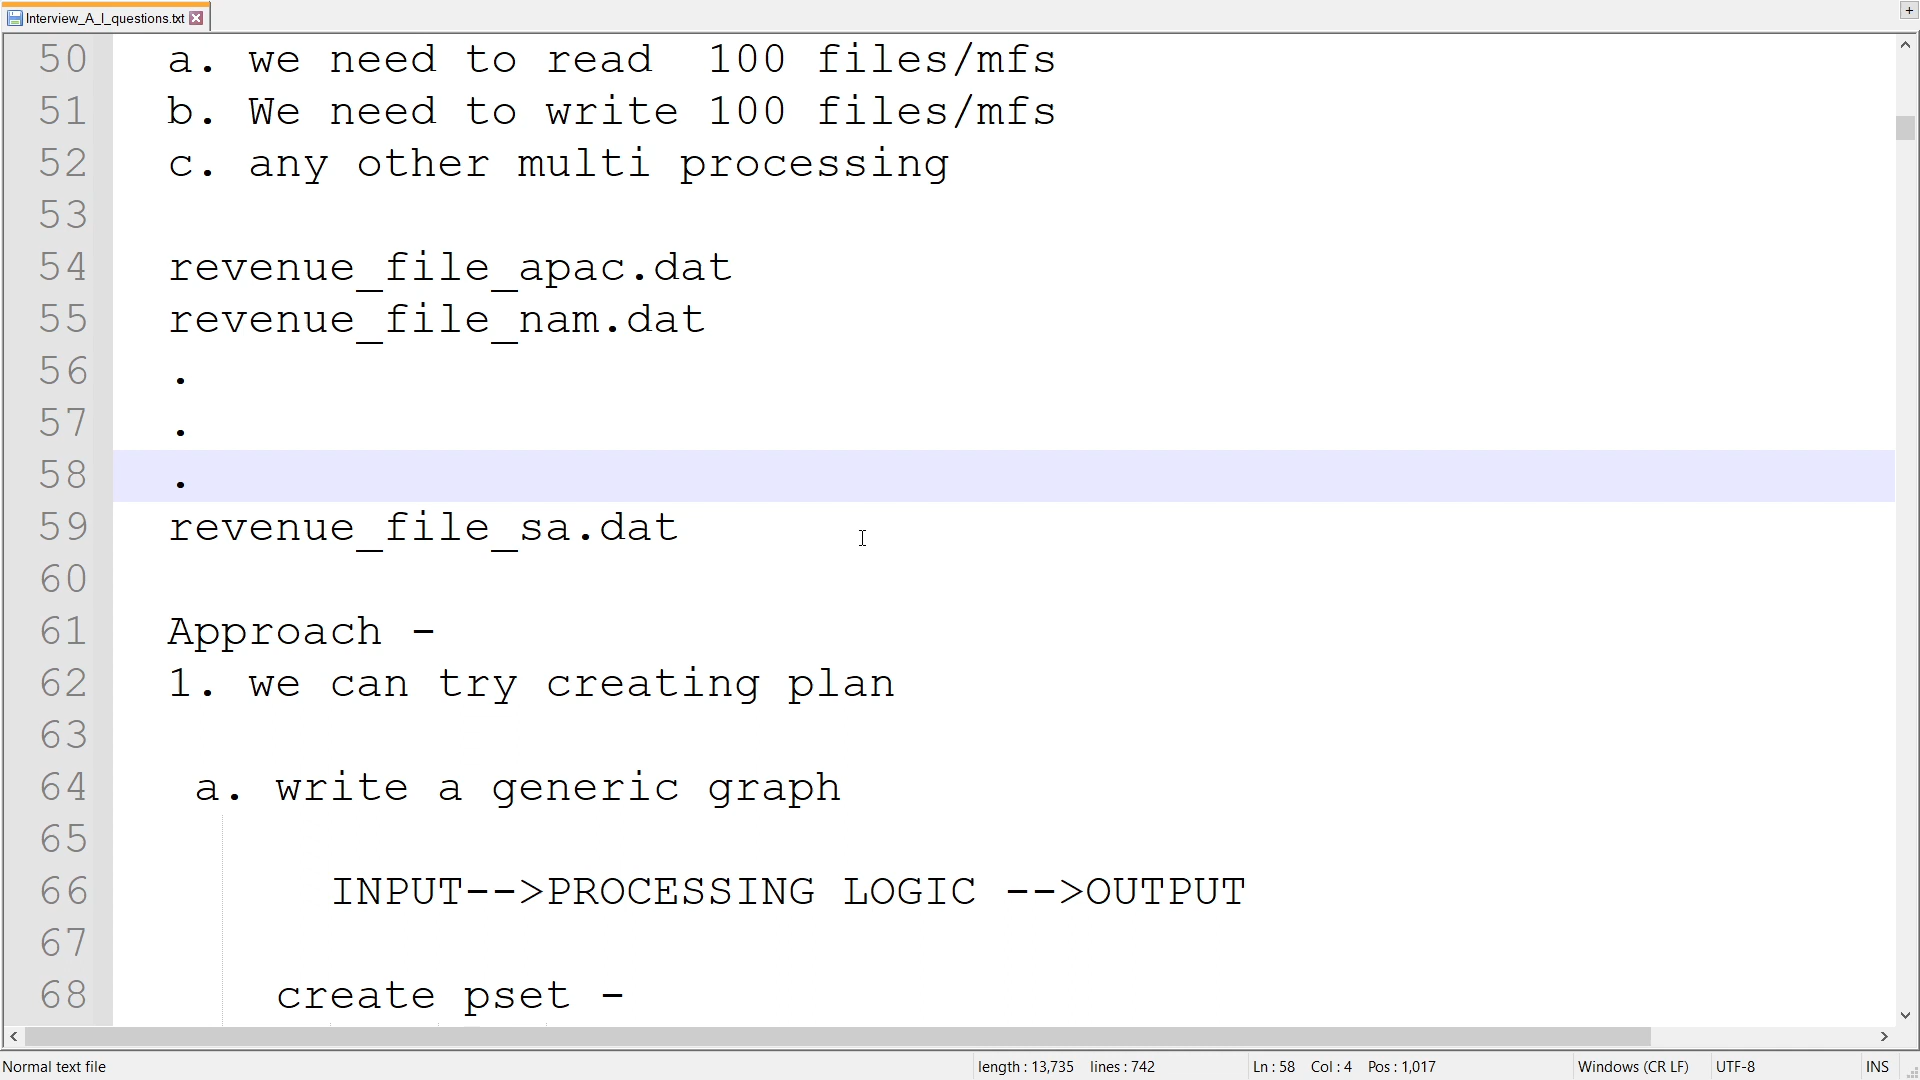 Interview_A_I_questions.txt
50 a. we need to read  100 files/mfs
51 b. We need to write 100 files/mfs
52 c. any other multi processing
53
54 revenue_file_apac.dat
55 revenue_file_nam.dat
56 .
57 .
58 .
59 revenue_file_sa.dat
60
61 Approach -
62 1. we can try creating plan
63
64 a. write a generic graph
65
66 INPUT-->PROCESSING LOGIC -->OUTPUT
67
68 create pset -
Normal text file length : 13,735 lines : 742 Ln : 58 Col : 4 Pos : 1,017 Windows (CR LF) UTF-8 INS